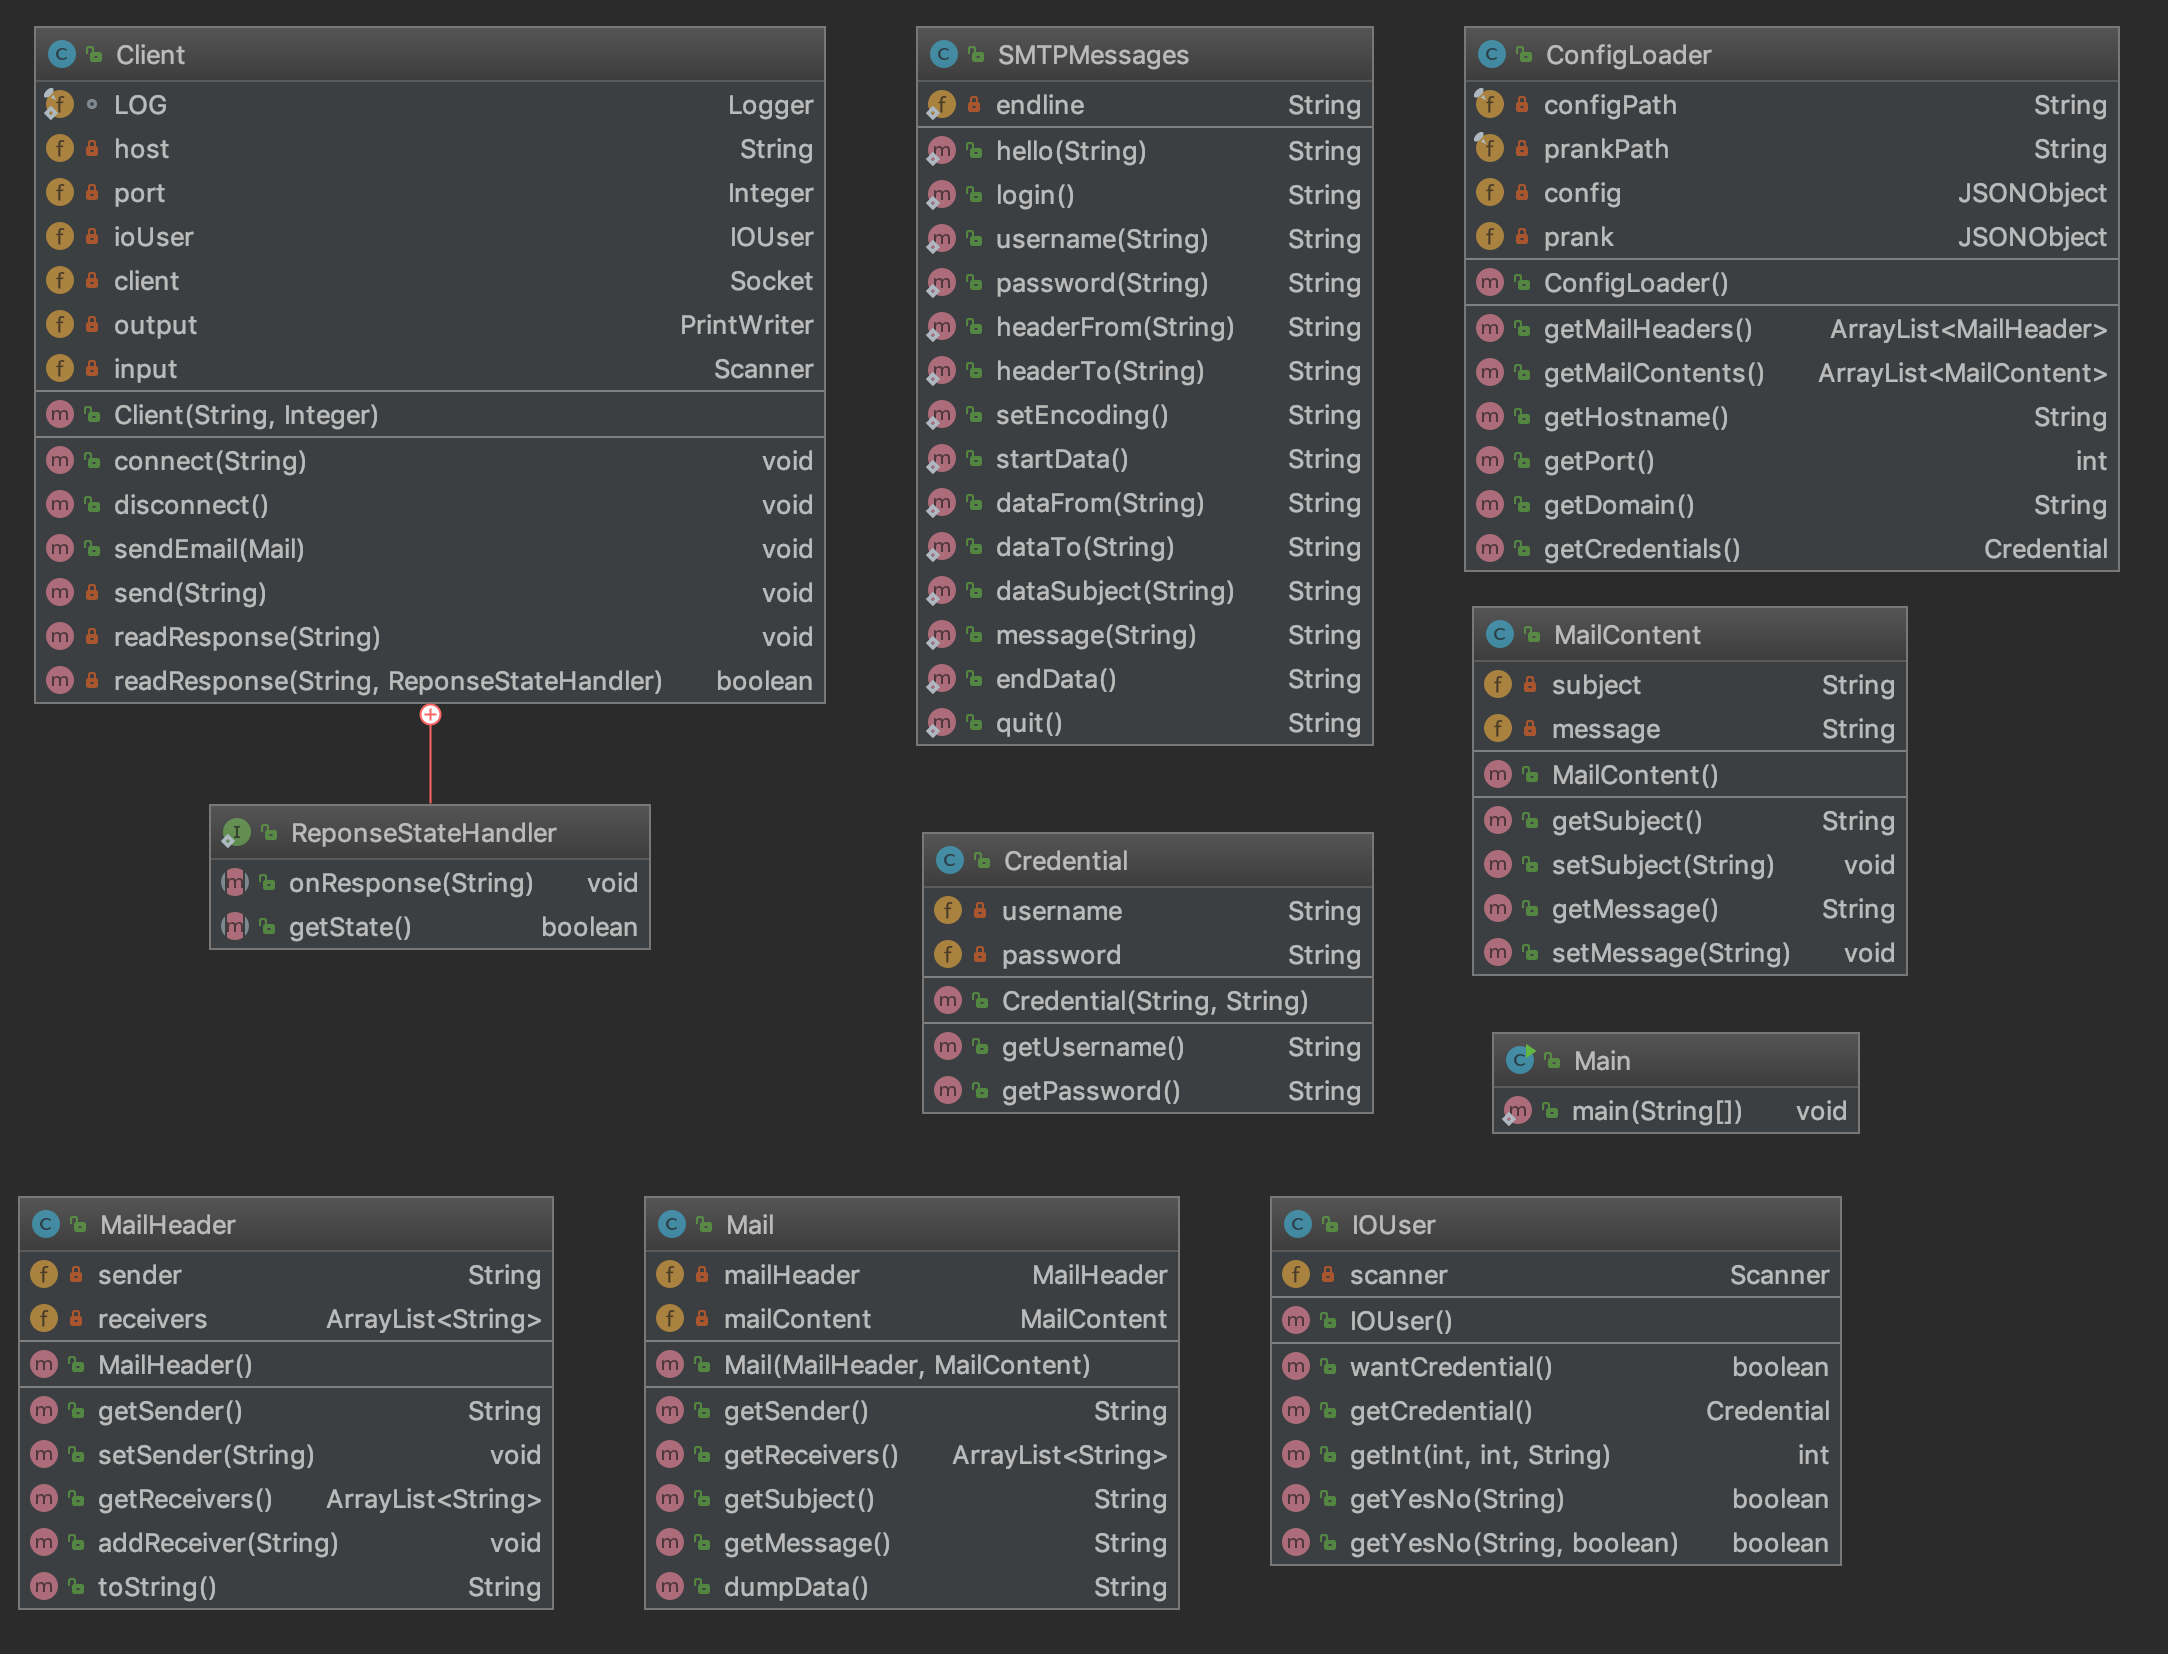 Client
LOG Logger
host String
port Integer
ioUser IOUser
client Socket
output PrintWriter
input Scanner
Client(String, Integer)
connect(String) void
disconnect() void
sendEmail(Mail) void
send(String) void
readResponse(String) void
readResponse(String, ReponseStateHandler) boolean
ReponseStateHandler
onResponse(String) void
getState() boolean
SMTPMessages
endline String
hello(String) String
login() String
username(String) String
password(String) String
headerFrom(String) String
headerTo(String) String
setEncoding() String
startData() String
dataFrom(String) String
dataTo(String) String
dataSubject(String) String
message(String) String
endData() String
quit() String
ConfigLoader
configPath String
prankPath String
config JSONObject
prank JSONObject
ConfigLoader()
getMailHeaders() ArrayList<MailHeader>
getMailContents() ArrayList<MailContent>
getHostname() String
getPort() int
getDomain() String
getCredentials() Credential
MailContent
subject String
message String
MailContent()
getSubject() String
setSubject(String) void
getMessage() String
setMessage(String) void
Credential
username String
password String
Credential(String, String)
getUsername() String
getPassword() String
Main
main(String[]) void
MailHeader
sender String
receivers ArrayList<String>
MailHeader()
getSender() String
setSender(String) void
getReceivers() ArrayList<String>
addReceiver(String) void
toString() String
Mail
mailHeader MailHeader
mailContent MailContent
Mail(MailHeader, MailContent)
getSender() String
getReceivers() ArrayList<String>
getSubject() String
getMessage() String
dumpData() String
IOUser
scanner Scanner
IOUser()
wantCredential() boolean
getCredential() Credential
getInt(int, int, String) int
getYesNo(String) boolean
getYesNo(String, boolean) boolean